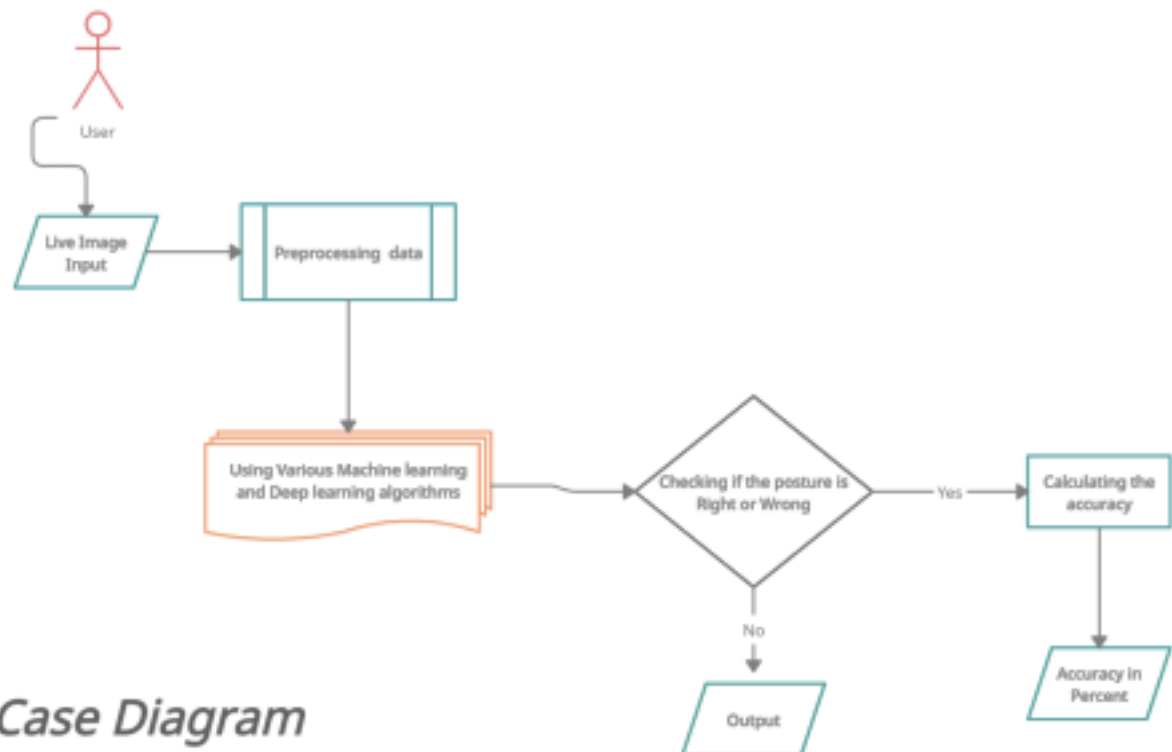 User
Live Image
Input
Preprocessing data
Using Various Machine learning
and Deep learning algorithms
Checking if the posture is
Right or Wrong
Yes
Calculating the
accuracy
No
Accuracy in
Percent
Output
Case Diagram